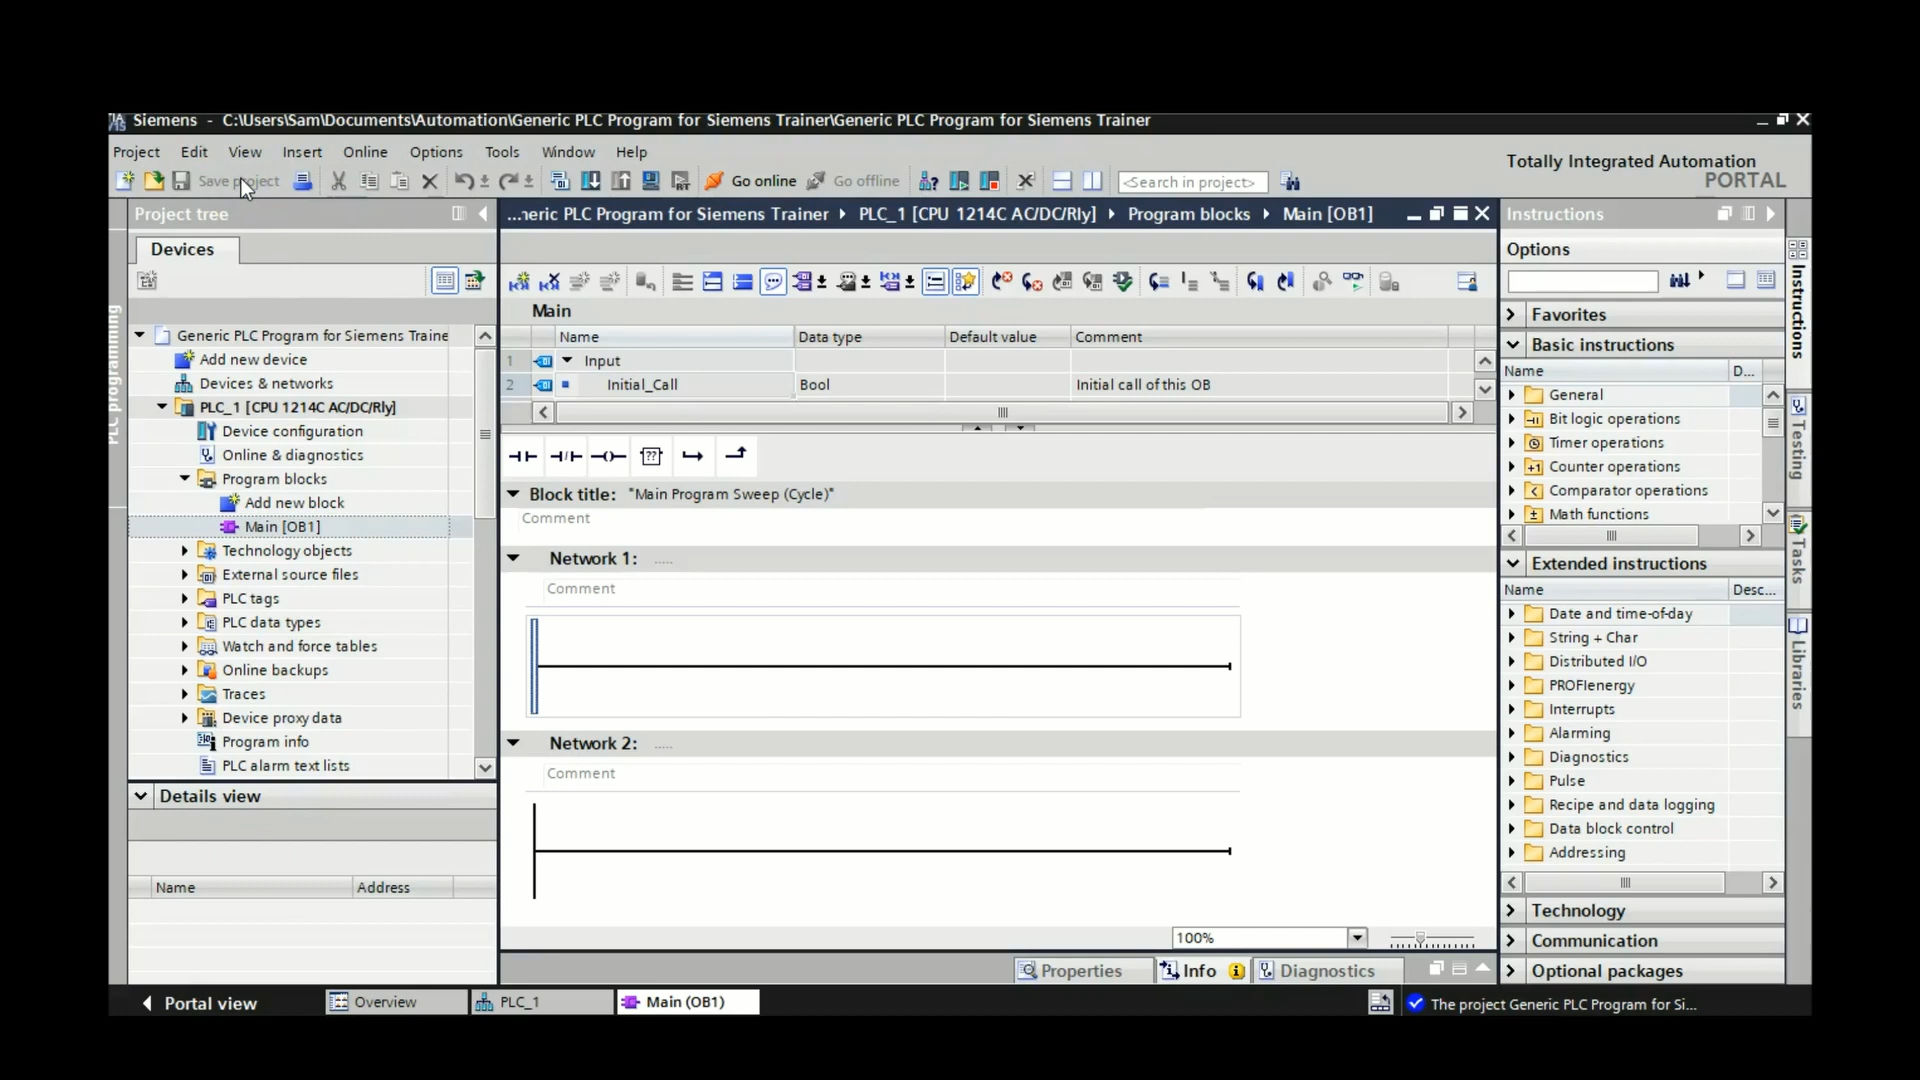 Siemens - C:\Users\Sam\Documents\Automation\Generic PLC Program for Siemens Trainer\Generic PLC Program for Siemens Trainer
Project Edit View Insert Online Options Tools Window Help
Totally Integrated Automation
PORTAL
Save project
Go online
Go offline
<Search in project>
Project tree
...neric PLC Program for Siemens Trainer
PLC_1 [CPU 1214C AC/DC/Rly]
Program blocks
Main [OB1]
Instructions
Devices
Options
PLC programming
Generic PLC Program for Siemens Traine
Add new device
Devices & networks
PLC_1 [CPU 1214C AC/DC/Rly]
Device configuration
Online & diagnostics
Program blocks
Add new block
Main [OB1]
Technology objects
External source files
PLC tags
PLC data types
Watch and force tables
Online backups
Traces
Device proxy data
Program info
PLC alarm text lists
Details view
Name Address
Main
Name Data type Default value Comment
1 Input
2 Initial_Call Bool Initial call of this OB
Block title: "Main Program Sweep (Cycle)"
Comment
Network 1: .....
Comment
Network 2: .....
Comment
100%
Properties
Info
Diagnostics
Favorites
Basic instructions
Name D...
General
Bit logic operations
Timer operations
Counter operations
Comparator operations
Math functions
Extended instructions
Name Desc...
Date and time-of-day
String + Char
Distributed I/O
PROFIenergy
Interrupts
Alarming
Diagnostics
Pulse
Recipe and data logging
Data block control
Addressing
Technology
Communication
Optional packages
Instructions
Testing
Tasks
Libraries
Portal view
Overview
PLC_1
Main (OB1)
The project Generic PLC Program for Si...